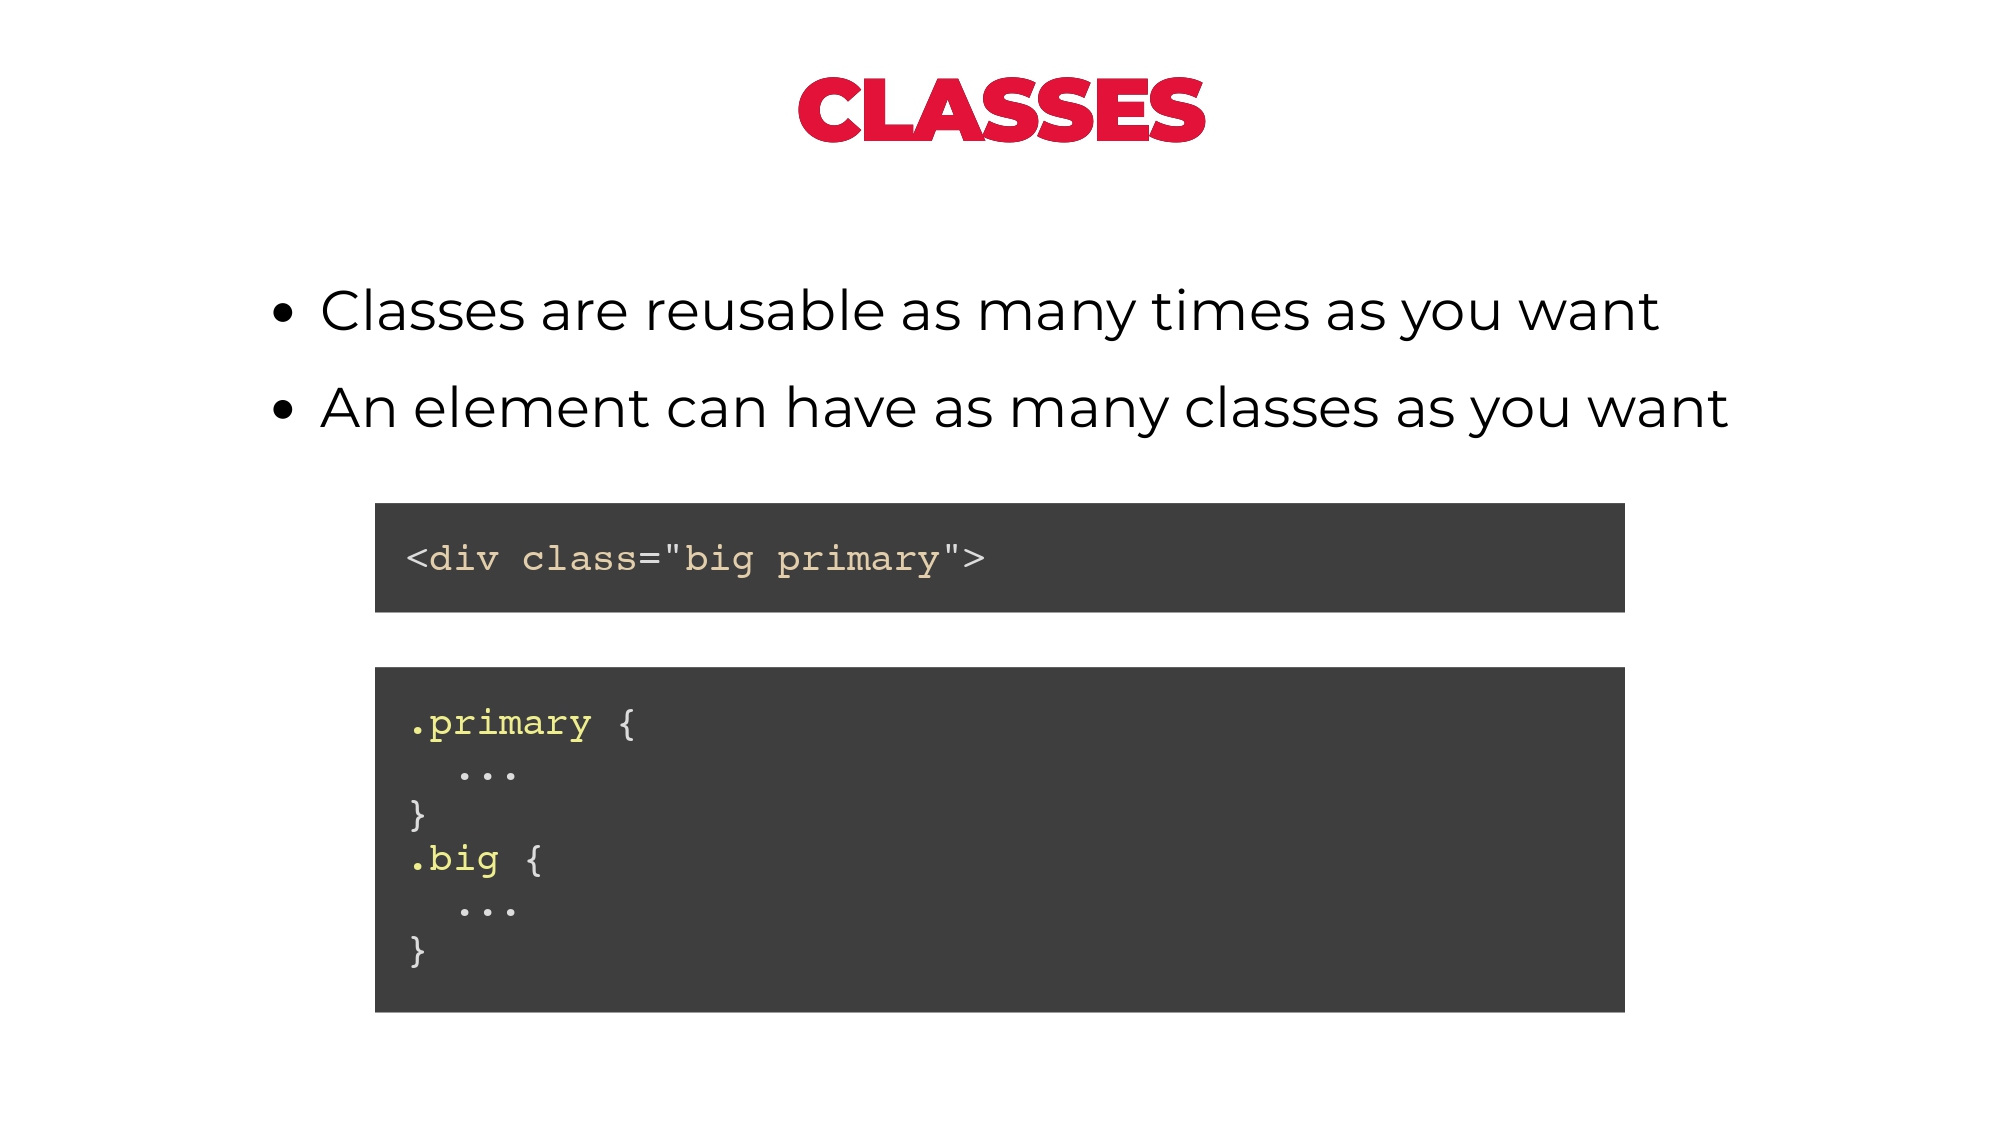 CLASSES
• Classes are reusable as many times as you want
• An element can have as many classes as you want
<div class="big primary">
.primary {
  ...
}
.big {
  ...
}